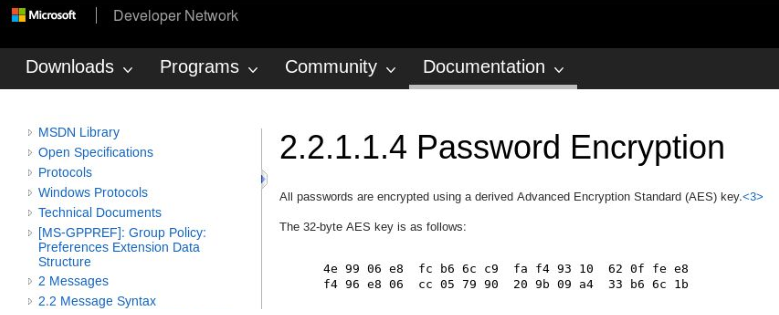 Microsoft | Developer Network
Downloads Programs Community Documentation
MSDN Library
Open Specifications
Protocols
Windows Protocols
Technical Documents
[MS-GPPREF]: Group Policy:
Preferences Extension Data
Structure
2 Messages
2.2 Message Syntax
2.2.1.1.4 Password Encryption
All passwords are encrypted using a derived Advanced Encryption Standard (AES) key.<3>
The 32-byte AES key is as follows:
4e 99 06 e8 fc b6 6c c9 fa f4 93 10 62 0f fe e8
f4 96 e8 06 cc 05 79 90 20 9b 09 a4 33 b6 6c 1b